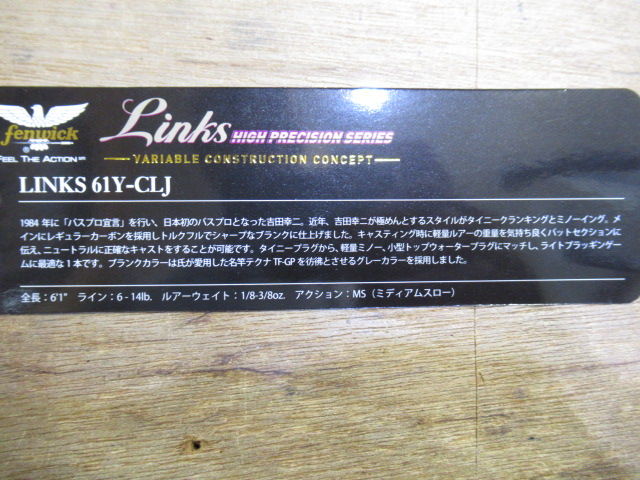 fenwick
FEEL THE ACTION
Links HIGH PRECISION SERIES
VARIABLE CONSTRUCTION CONCEPT
LINKS 61Y-CLJ
1984 年に「バスプロ宣言」を行い、日本初のバスプロとなった吉田幸二。近年、吉田幸二が極めんとするスタイルがタイニークランキングとミノーイング。メ
インにレギュラーカーボンを採用しトルクフルでシャープなブランクに仕上げました。キャスティング時に軽量ルアーの重量を気持ち良くバットセクションに
伝え、ニュートラルに正確なキャストをすることが可能です。タイニープラグから、軽量ミノー、小型トップウォータープラグにマッチし、ライトプラッギンゲー
ムに最適な１本です。ブランクカラーは氏が愛用した名竿テクナ TF-GP を彷彿とさせるグレーカラーを採用しました。
全長：6'1" ライン：6 - 14lb. ルアーウェイト：1/8-3/8oz. アクション：MS（ミディアムスロー）